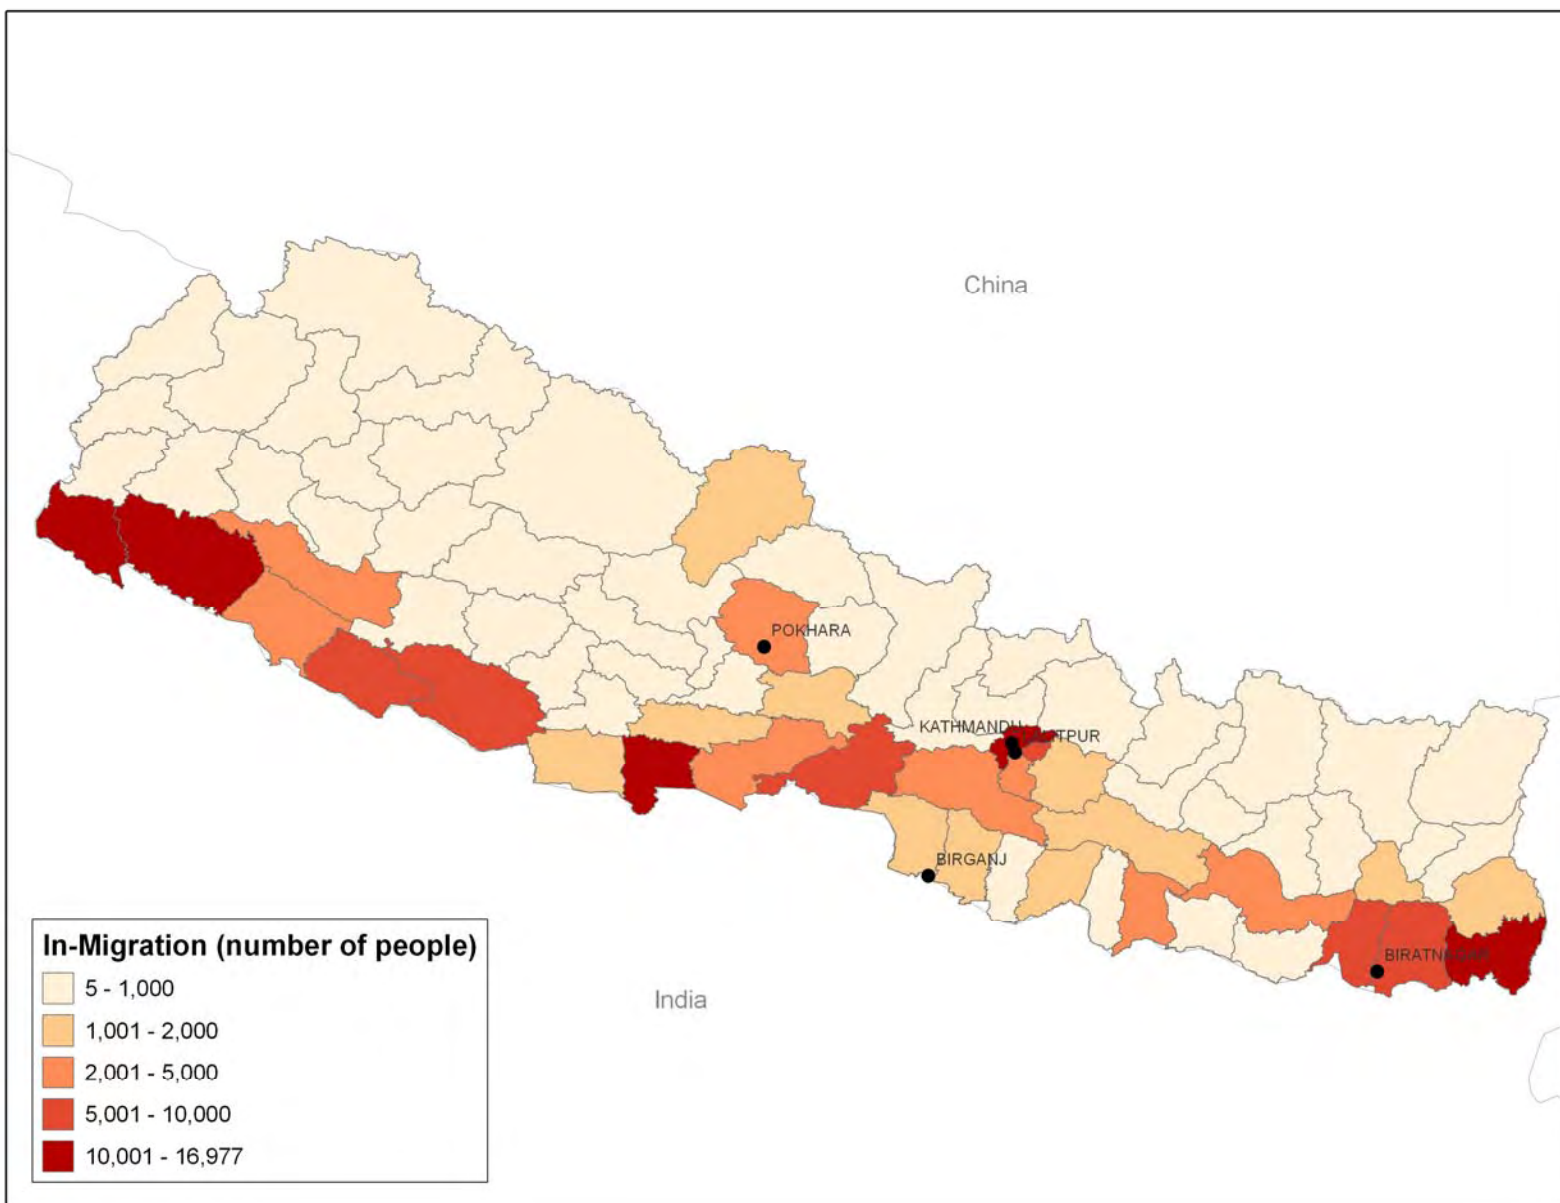 China
POKHARA
KATHMANDU
TPUR
BIRGANJ
BIRATNAGAR
India
In-Migration (number of people)
5 - 1,000
1,001 - 2,000
2,001 - 5,000
5,001 - 10,000
10,001 - 16,977